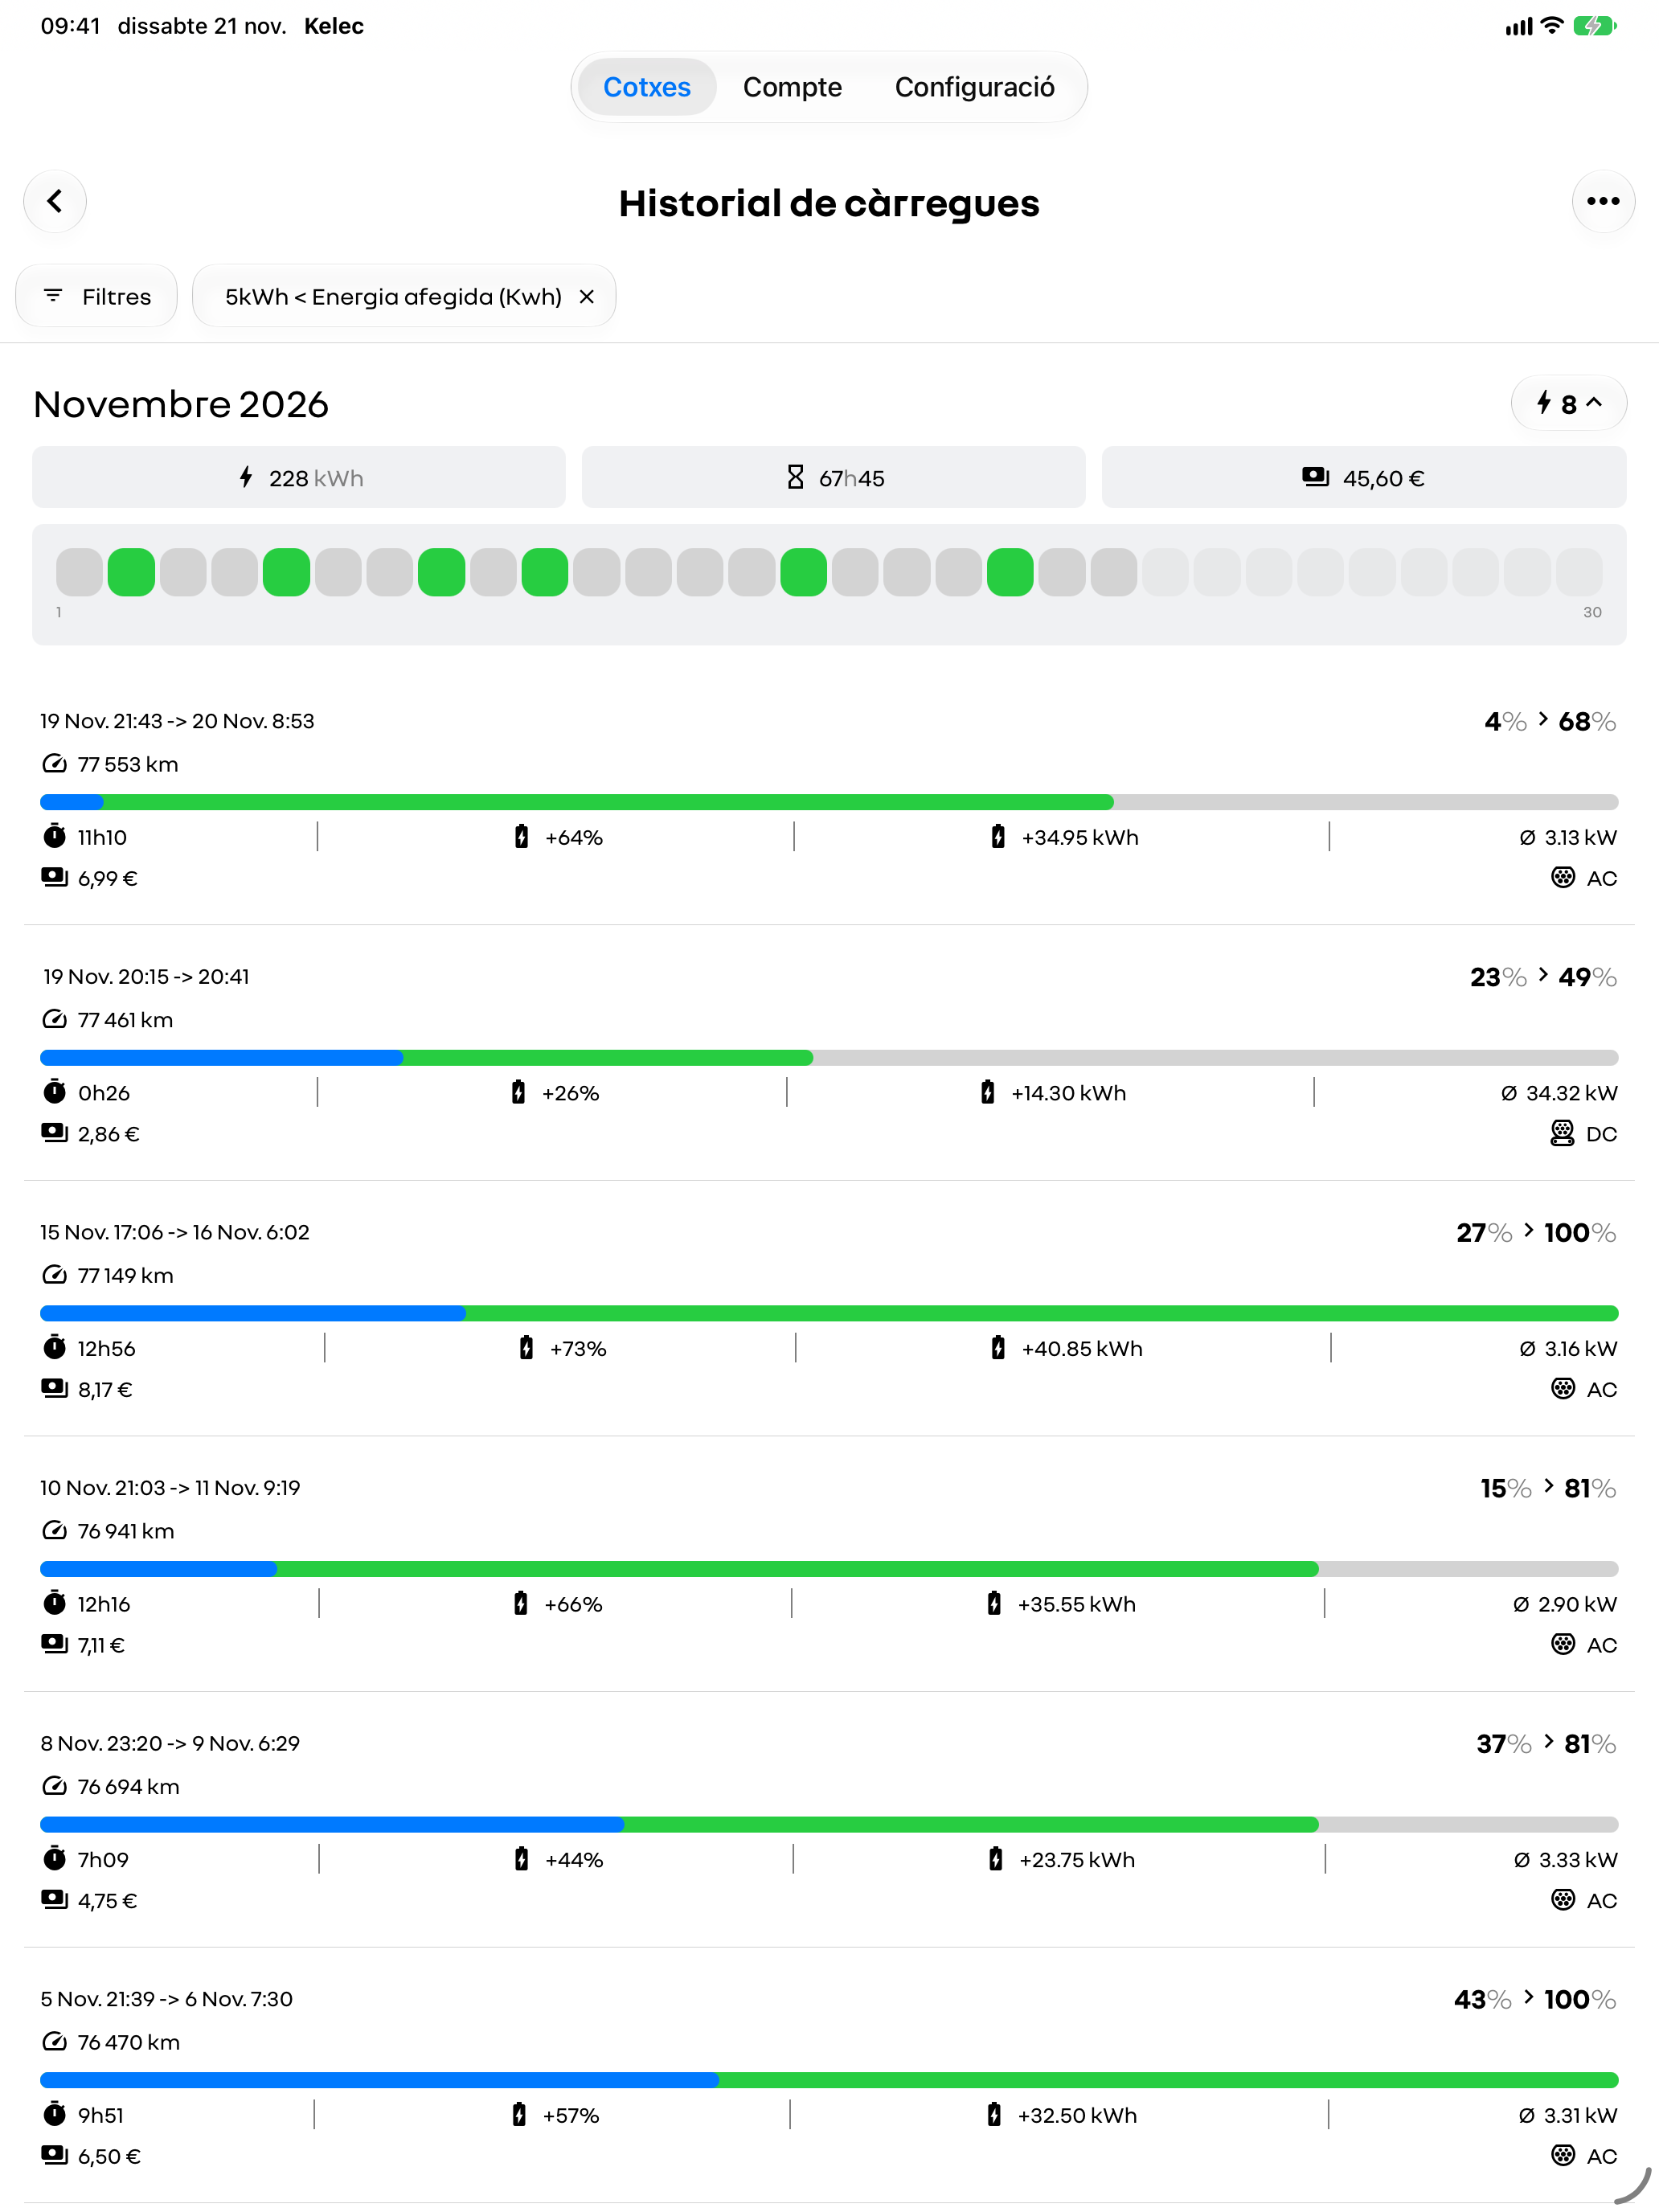 09:41 dissabte 21 nov. Kelec
Cotxes Compte Configuració
Historial de càrregues
Filtres 5kWh < Energia afegida (Kwh) ×
Novembre 2026 8
228 kWh 67h45 45,60 €
1 30
19 Nov. 21:43 -> 20 Nov. 8:53 4% > 68%
77 553 km
11h10 +64% +34.95 kWh Ø 3.13 kW
6,99 € AC
19 Nov. 20:15 -> 20:41 23% > 49%
77 461 km
0h26 +26% +14.30 kWh Ø 34.32 kW
2,86 € DC
15 Nov. 17:06 -> 16 Nov. 6:02 27% > 100%
77 149 km
12h56 +73% +40.85 kWh Ø 3.16 kW
8,17 € AC
10 Nov. 21:03 -> 11 Nov. 9:19 15% > 81%
76 941 km
12h16 +66% +35.55 kWh Ø 2.90 kW
7,11 € AC
8 Nov. 23:20 -> 9 Nov. 6:29 37% > 81%
76 694 km
7h09 +44% +23.75 kWh Ø 3.33 kW
4,75 € AC
5 Nov. 21:39 -> 6 Nov. 7:30 43% > 100%
76 470 km
9h51 +57% +32.50 kWh Ø 3.31 kW
6,50 € AC